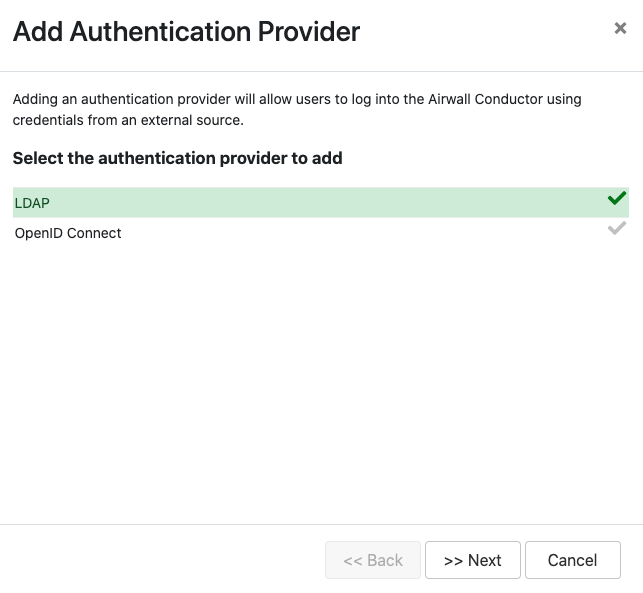 Add Authentication Provider
Adding an authentication provider will allow users to log into the Airwall Conductor using
credentials from an external source.
Select the authentication provider to add
LDAP
OpenID Connect
<< Back
>> Next
Cancel